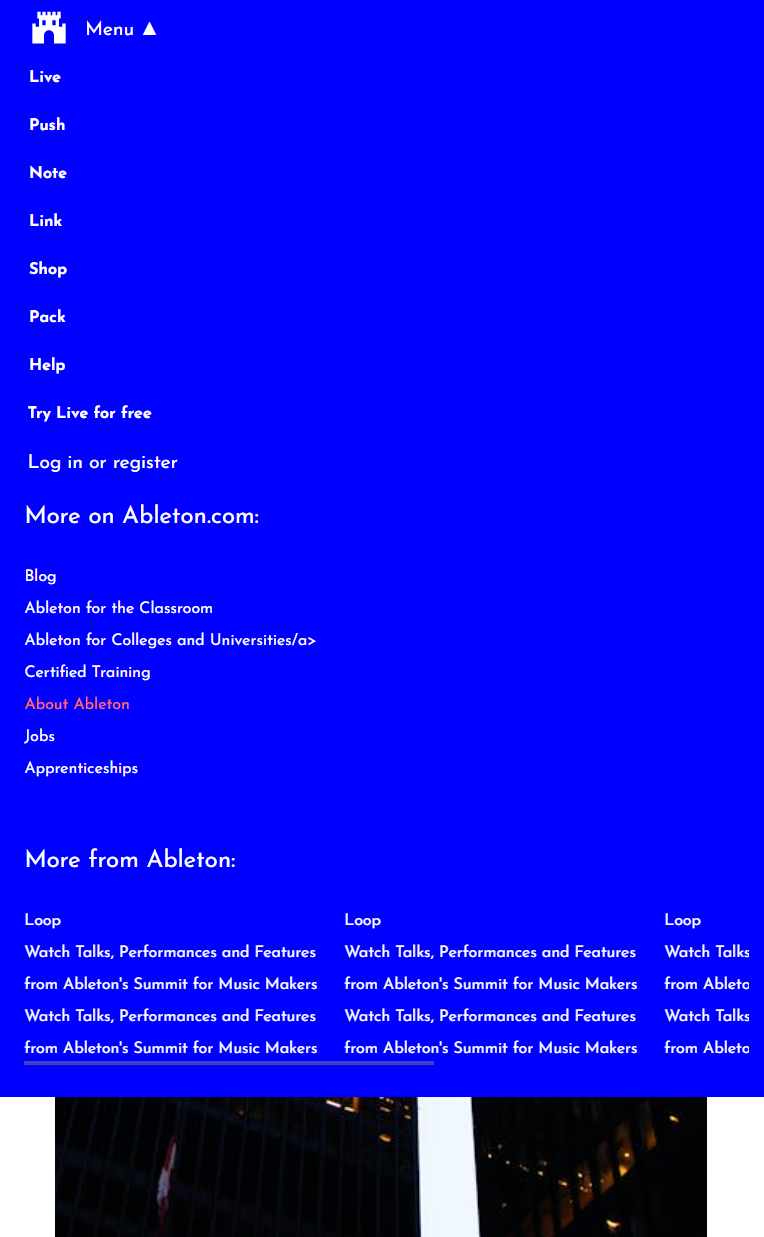 Menu ▲
Live
Push
Note
Link
Shop
Pack
Help
Try Live for free
Log in or register
More on Ableton.com:
Blog
Ableton for the Classroom
Ableton for Colleges and Universities/a>
Certified Training
About Ableton
Jobs
Apprenticeships
More from Ableton:
Loop
Watch Talks, Performances and Features
from Ableton's Summit for Music Makers
Watch Talks, Performances and Features
from Ableton's Summit for Music Makers
Loop
Watch Talks, Performances and Features
from Ableton's Summit for Music Makers
Watch Talks, Performances and Features
from Ableton's Summit for Music Makers
Loop
Watch Talks
from Ableto
Watch Talks
from Ableto